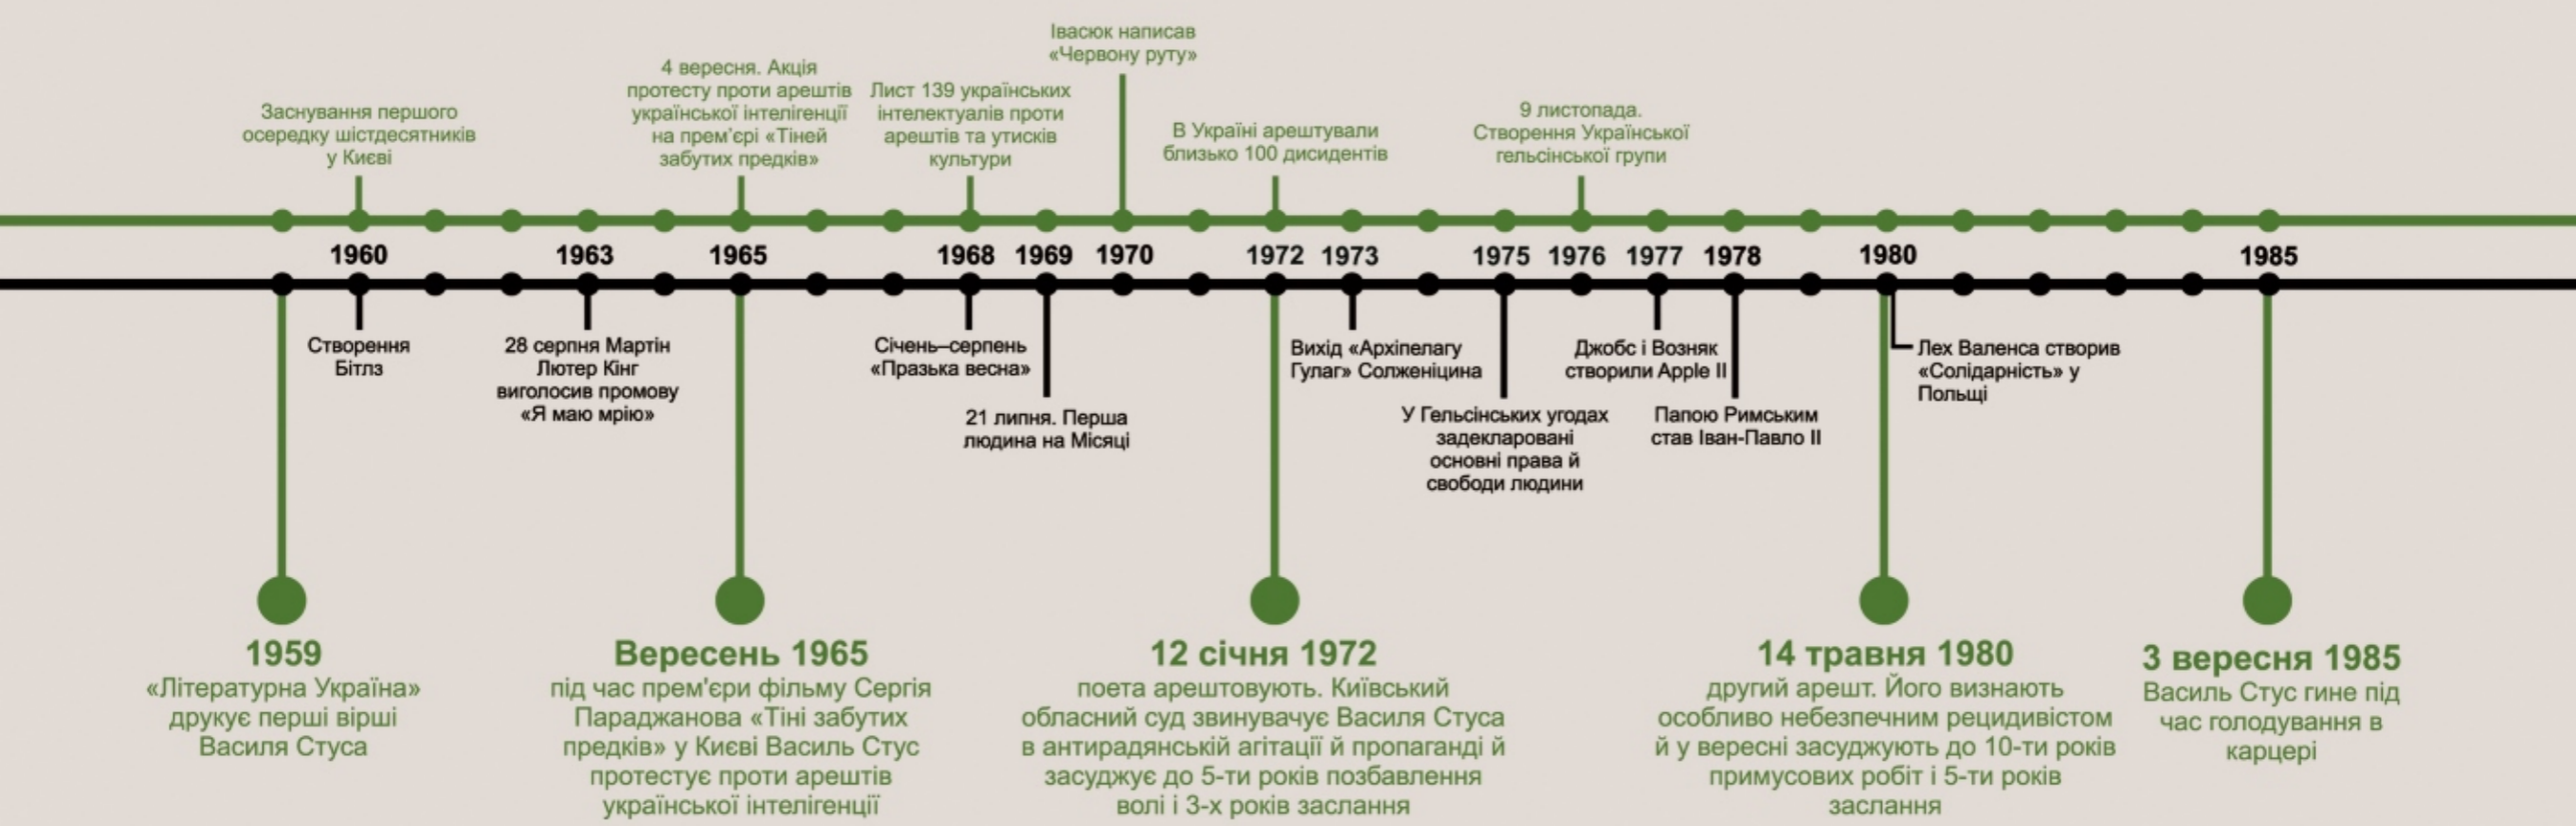 Івасюк написав
«Червону руту»
4 вересня. Акція
протесту проти арештів
української інтелігенції
на прем’єрі «Тіней
забутих предків»
Лист 139 українських
інтелектуалів проти
арештів та утисків
культури
Заснування першого
осередку шістдесятників
у Києві
В Україні арештували
близько 100 дисидентів
9 листопада.
Створення Української
гельсінської групи
1960 1963 1965 1968 1969 1970 1972 1973 1975 1976 1977 1978 1980 1985
Створення
Бітлз
28 серпня Мартін
Лютер Кінг
виголосив промову
«Я маю мрію»
Січень–серпень
«Празька весна»
21 липня. Перша
людина на Місяці
Вихід «Архіпелагу
Гулаг» Солженіцина
У Гельсінських угодах
задекларовані
основні права й
свободи людини
Джобс і Возняк
створили Apple II
Папою Римським
став Іван-Павло II
Лех Валенса створив
«Солідарність» у
Польщі
1959
«Літературна Україна»
друкує перші вірші
Василя Стуса
Вересень 1965
під час прем'єри фільму Сергія
Параджанова «Тіні забутих
предків» у Києві Василь Стус
протестує проти арештів
української інтелігенції
12 січня 1972
поета арештовують. Київський
обласний суд звинувачує Василя Стуса
в антирадянській агітації й пропаганді й
засуджує до 5-ти років позбавлення
волі і 3-х років заслання
14 травня 1980
другий арешт. Його визнають
особливо небезпечним рецидивістом
й у вересні засуджують до 10-ти років
примусових робіт і 5-ти років
заслання
3 вересня 1985
Василь Стус гине під
час голодування в
карцері